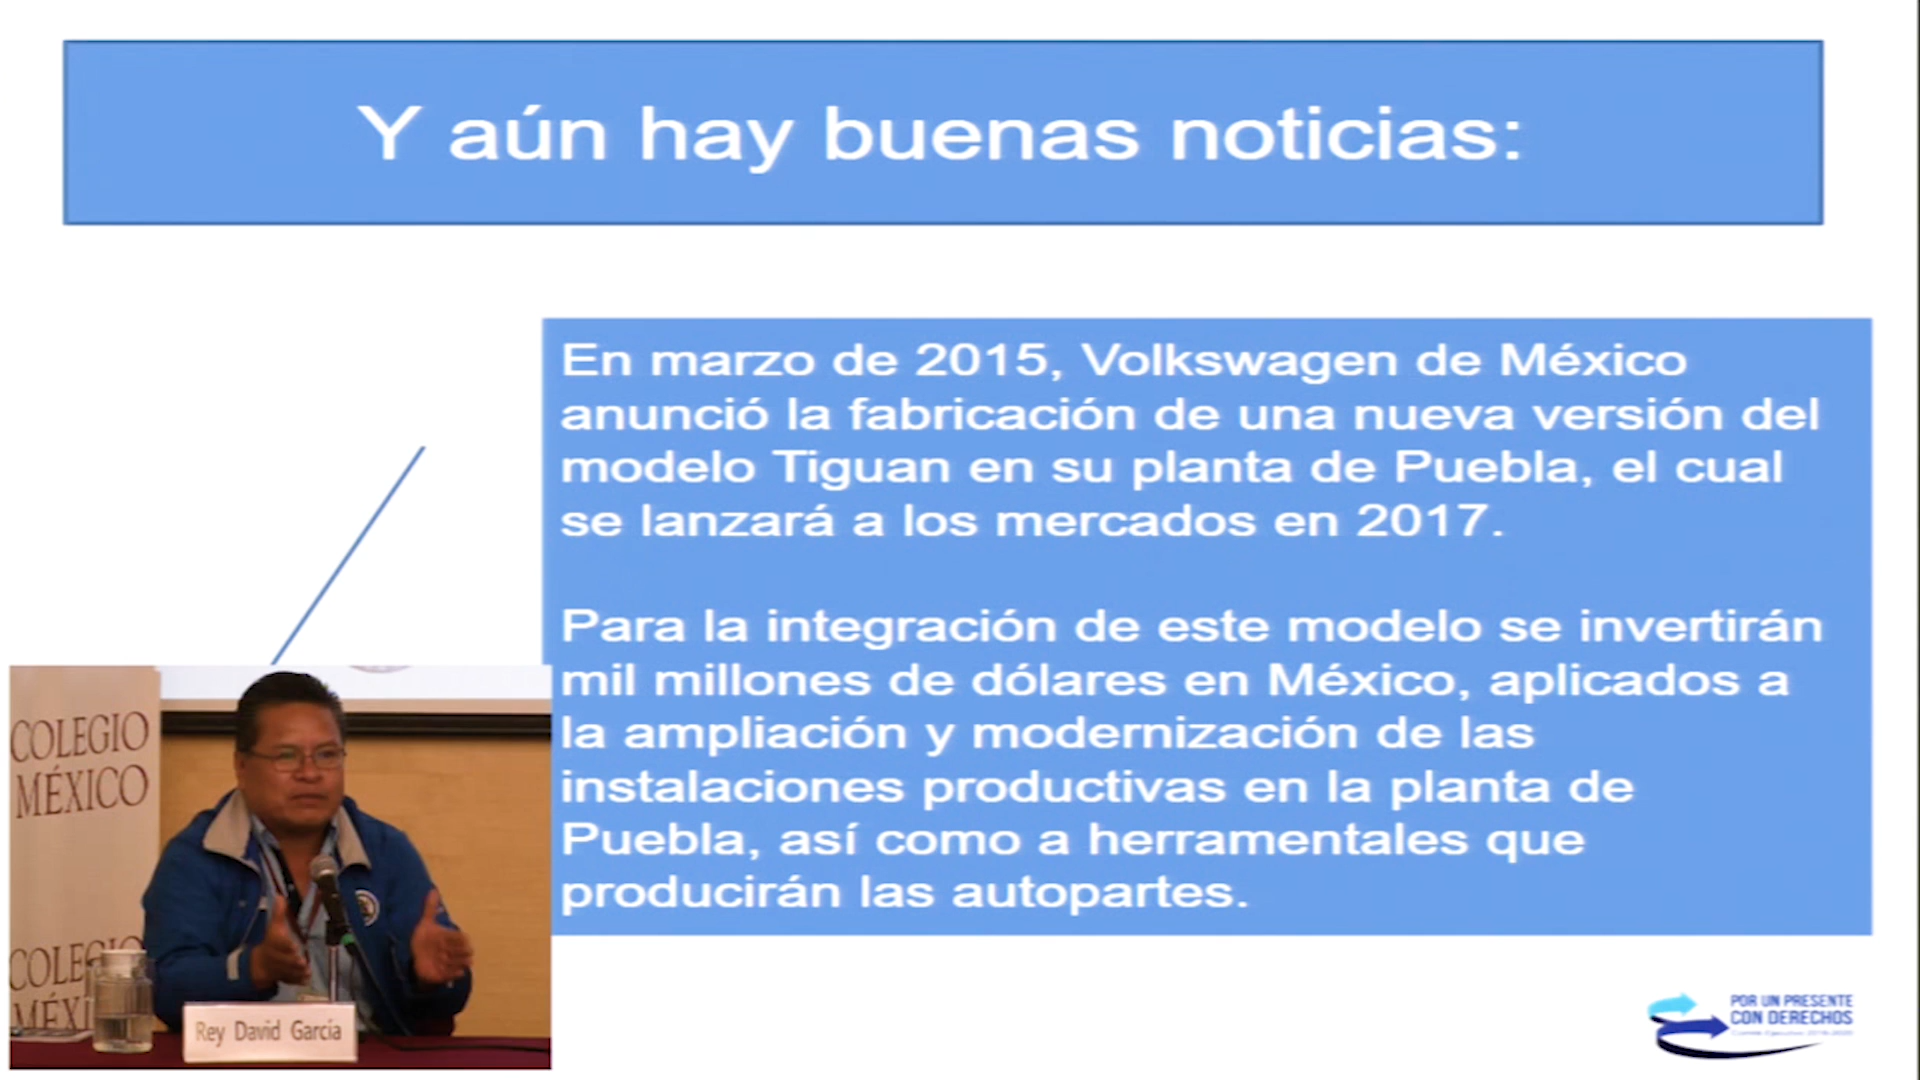 Y aún hay buenas noticias:
En marzo de 2015, Volkswagen de México
anunció la fabricación de una nueva versión del
modelo Tiguan en su planta de Puebla, el cual
se lanzará a los mercados en 2017.
Para la integración de este modelo se invertirán
mil millones de dólares en México, aplicados a
la ampliación y modernización de las
instalaciones productivas en la planta de
Puebla, así como a herramentales que
producirán las autopartes.
COLEGIO
MÉXICO
COLEGIO
MÉXI
Rey David García
POR UN PRESENTE
CON DERECHOS